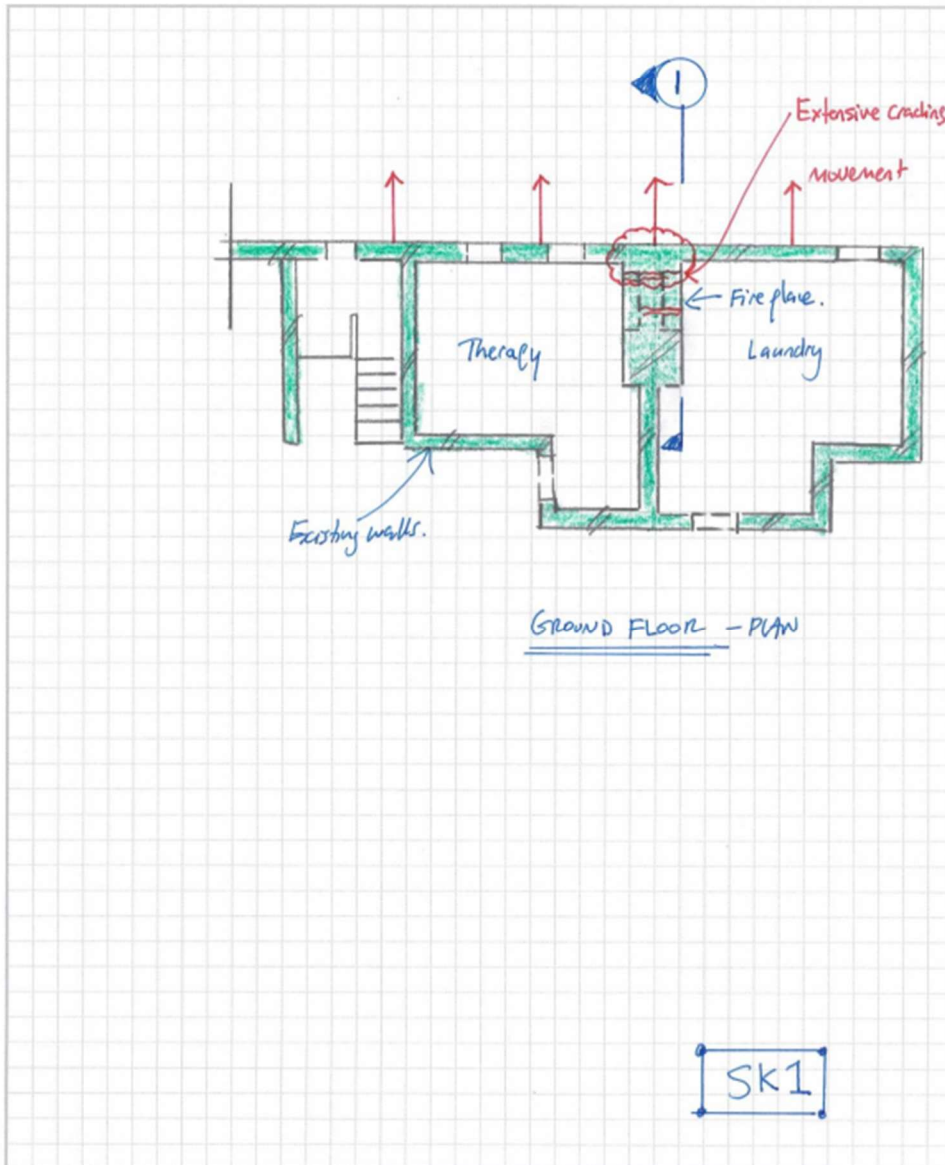 1
Extensive cracking
Movement
Fire place.
Therapy
Laundry
Existing walls.
GROUND FLOOR - PLAN
SK1